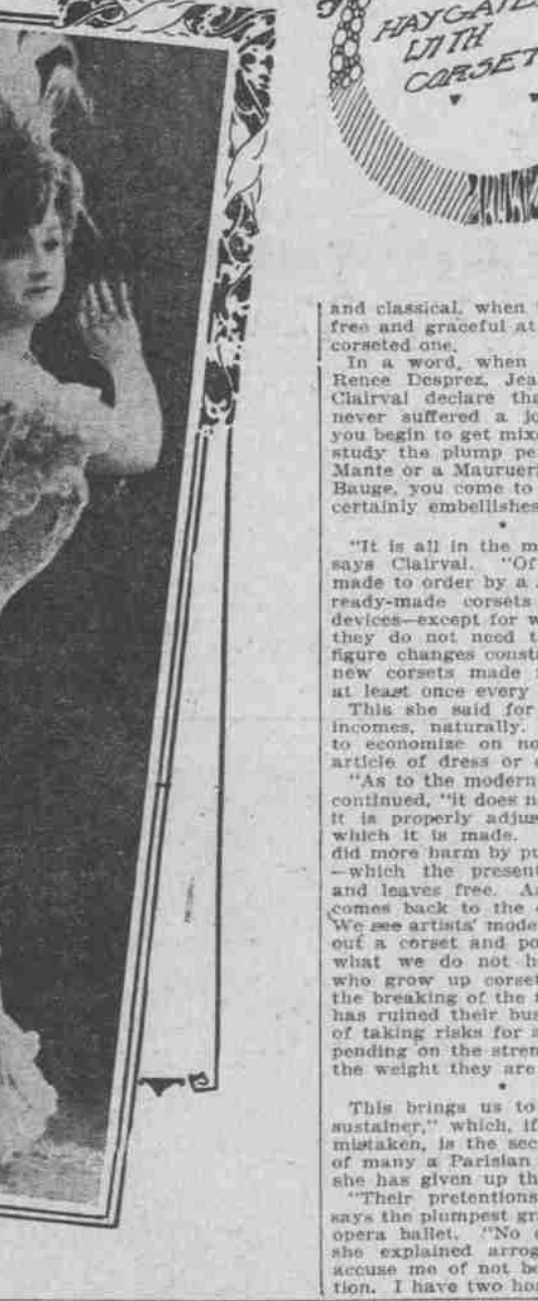 HAYGATE
WITH
CORSET
and classical, when
free and graceful at
corseted one.
In a word, when
Renee Desprez, Jea
Clairval declare tha
never suffered a jo
you begin to get mixe
study the plump pe
Mante or a Maurueri
Bauge, you come to
certainly embellishes
*
"It is all in the m
says Clairval. "Of
made to order by a
ready-made corsets
devices—except for w
they do not need t
figure changes consta
new corsets made
at least once every
This she said for
incomes, naturally.
to economize on no
article of dress or
"As to the modern
continued, "it does n
it is properly adjus
which it is made.
did more harm by pu
—which the present
and leaves free. As
comes back to the
We see artists' mode
out a corset and po
what we do not h
who grow up corset
the breaking of the
has ruined their bus
of taking risks for a
pending on the stren
the weight they are
*
This brings us to
sustainer," which, if
mistaken, is the sec
of many a Parisian
she has given up th
"Their pretentions
says the plumpest gr
opera ballet. "No
she explained arrog
accuse me of not be
tion. I have two hor